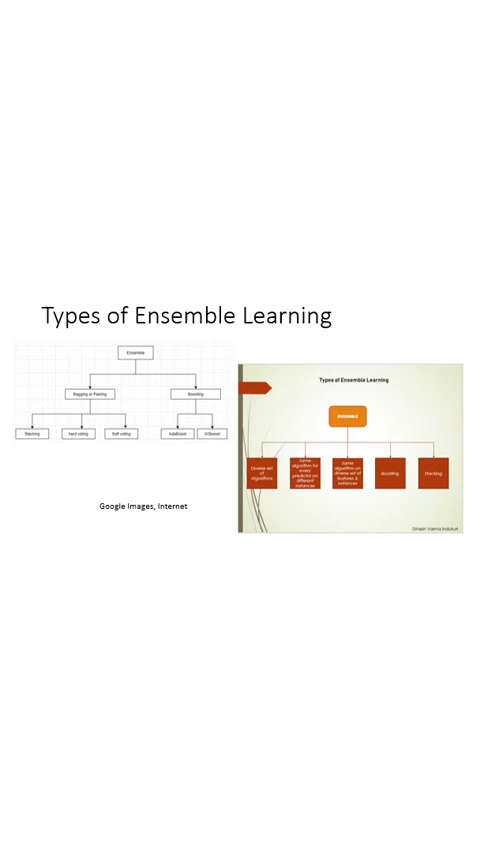 Types of Ensemble Learning
Ensemble
Bagging or Pasting
Boosting
Stacking
hard voting
Soft voting
AdaBoost
XGboost
Google Images, Internet
Types of Ensemble Learning
ENSEMBLE
Diverse set
of
Algorithms
Same
algorithm for
every
predictor on
different
instances
Same
algorithm on
diverse set of
features &
instances
Boosting
Stacking
Dinesh Varma Indukuri